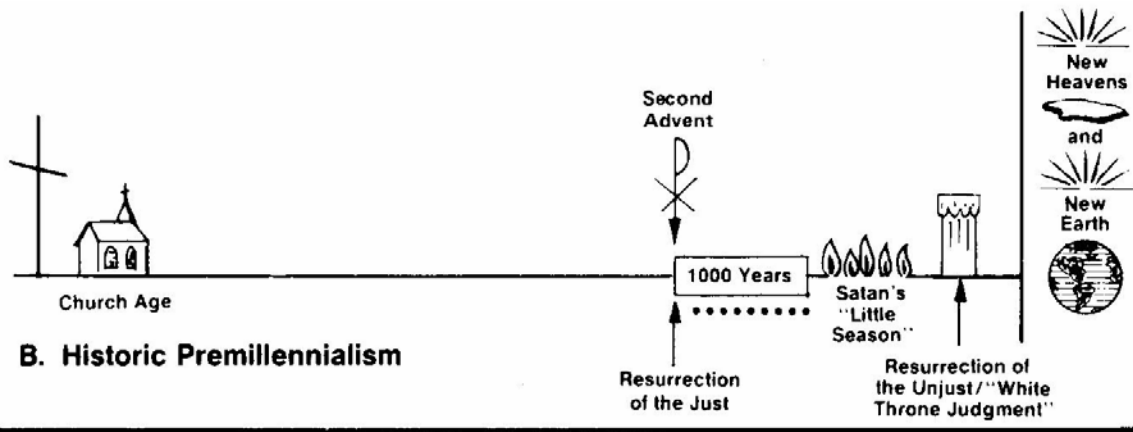 New
Heavens
and
New
Earth
Second
Advent
1000 Years
Church Age
Satan's
"Little
Season"
B. Historic Premillennialism
Resurrection
of the Just
Resurrection of
the Unjust/"White
Throne Judgment"